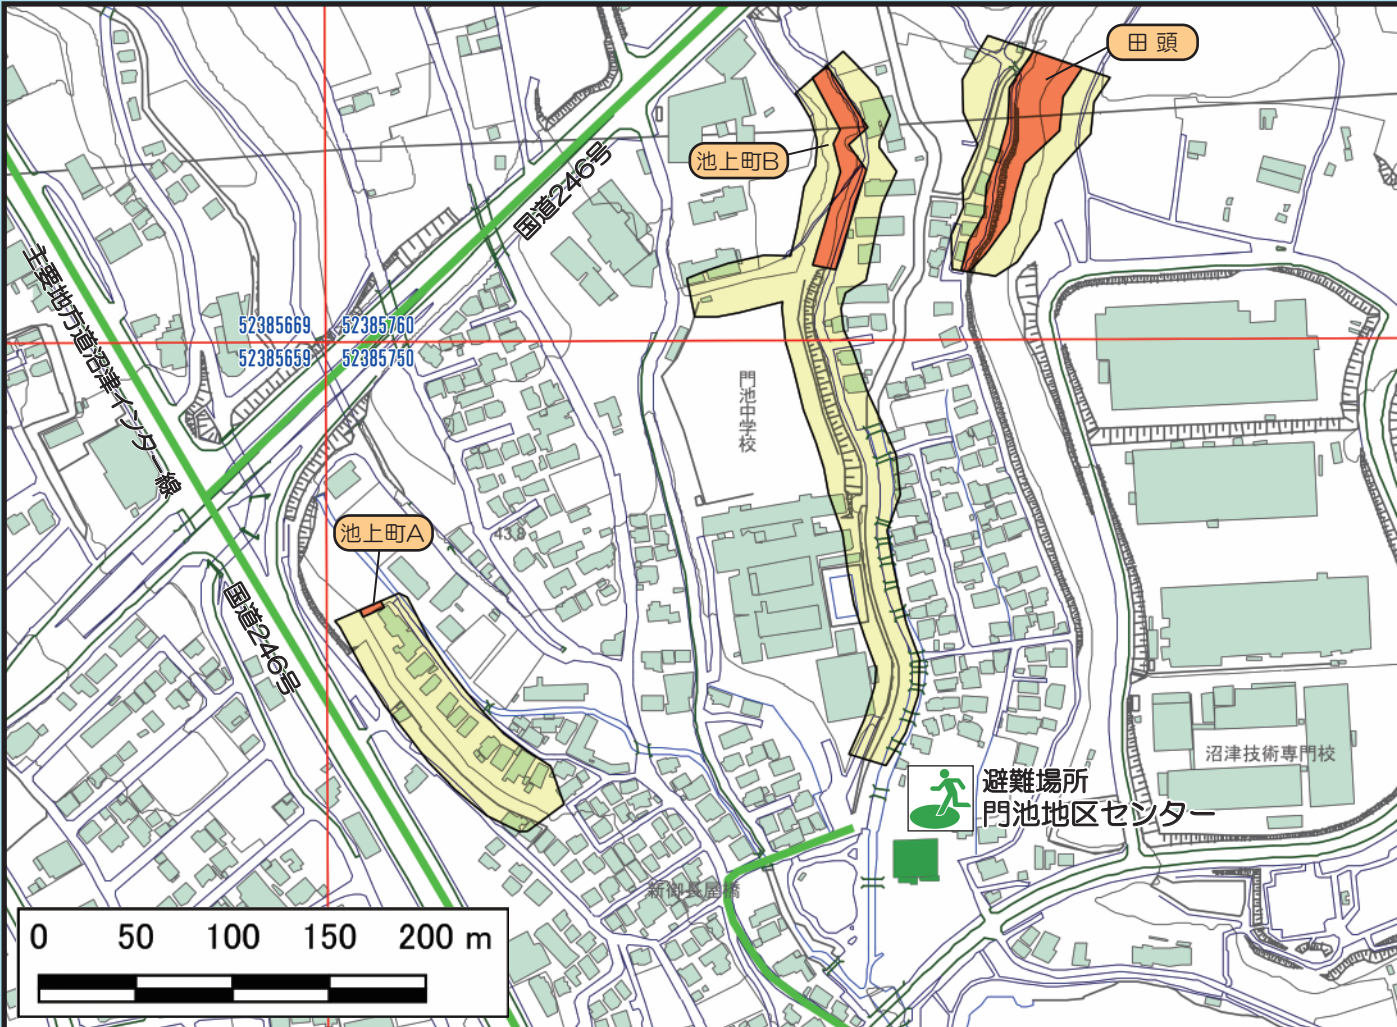 田頭
池上町B
国道246号
主要地方道沼津インター線
52385669
52385760
52385659
52385750
門池中学校
池上町A
43.8
国道246号
沼津技術専門校
避難場所
門池地区センター
新御長屋橋
0 50 100 150 200 m